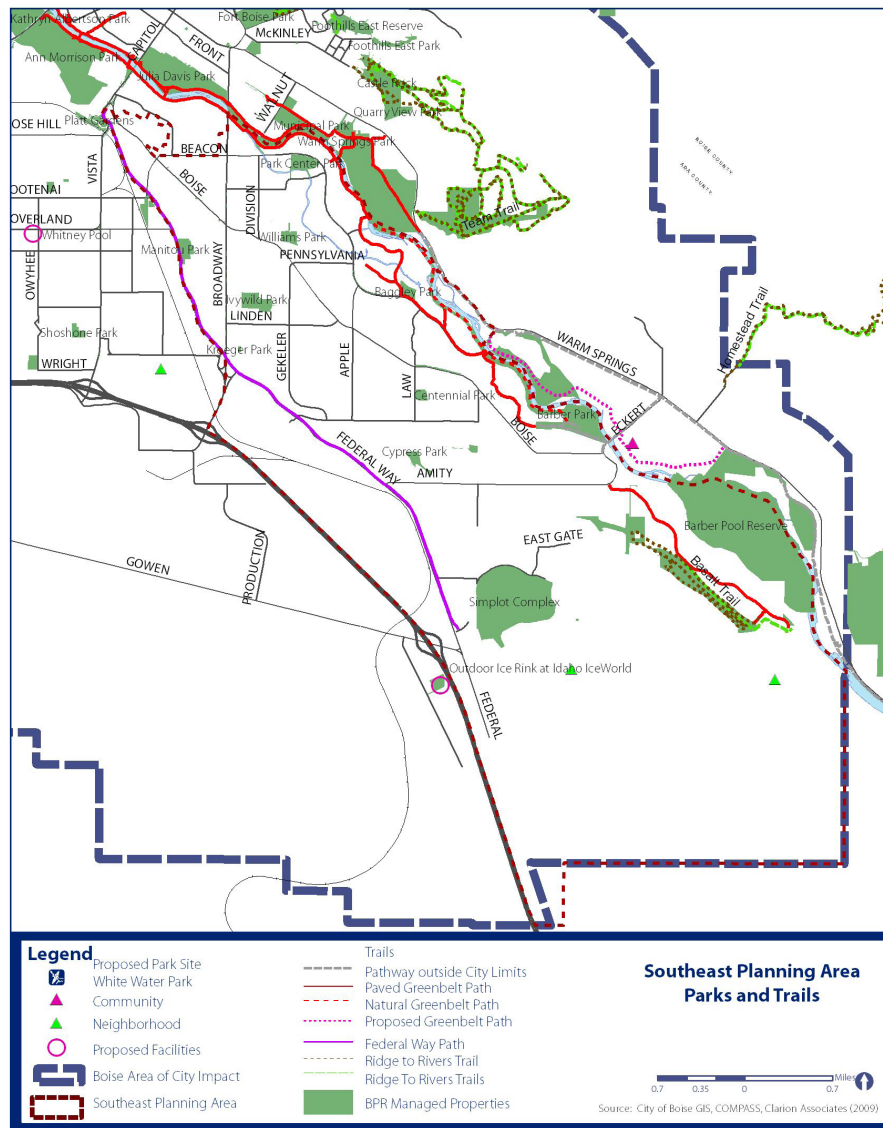 Kathryn Albertson Park
CAPITOL
Fort Boise Park
McKINLEY
Foothills East Reserve
FRONT
Foothills East Park
Ann Morrison Park
Julia Davis Park
Castle Rock
WALNUT
Quarry View Park
Platt Gardens
Municipal Park
OSE HILL
Warm Springs Park
BEACON
VISTA
BOISE
Park Center Park
BOISE COUNTY
ADA COUNTY
OOTENAI
DIVISION
OVERLAND
Team Trail
Whitney Pool
Williams Park
Manitou Park
PENNSYLVANIA
OWYHEE
BROADWAY
Baggley Park
Ivywild Park
Homestead Trail
LINDEN
Shoshone Park
WARM SPRINGS
Kroeger Park
GEKELER
APPLE
WRIGHT
LAW
Centennial Park
Barber Park
ECKERT
BOISE
FEDERAL WAY
Cypress Park
AMITY
Barber Pool Reserve
EAST GATE
GOWEN
PRODUCTION
Basalt Trail
Simplot Complex
Outdoor Ice Rink at Idaho IceWorld
FEDERAL
Legend
Proposed Park Site
White Water Park
Community
Neighborhood
Proposed Facilities
Boise Area of City Impact
Southeast Planning Area
Trails
Pathway outside City Limits
Paved Greenbelt Path
Natural Greenbelt Path
Proposed Greenbelt Path
Federal Way Path
Ridge to Rivers Trail
Ridge To Rivers Trails
BPR Managed Properties
Southeast Planning Area
Parks and Trails
Miles
0.7 0.35 0 0.7
Source: City of Boise GIS, COMPASS, Clarion Associates (2009)